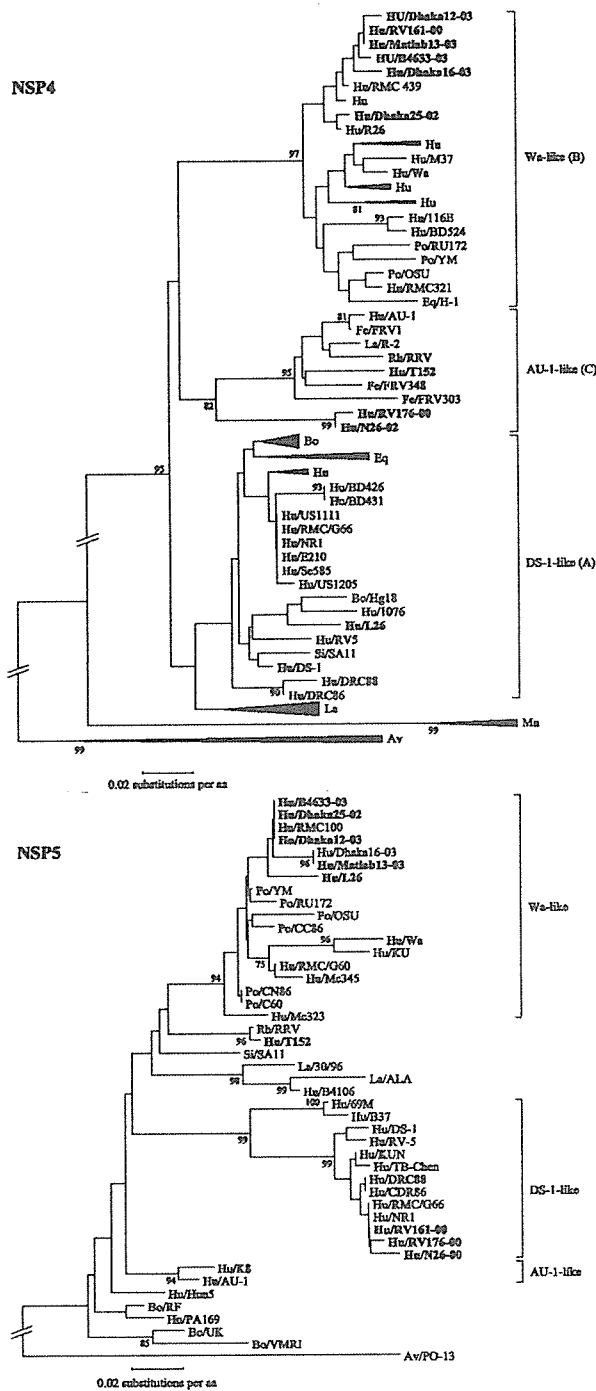 NSP4
HU/Dhaka12-03
Hu/RV161-00
Hu/Matlab13-03
HU/B4633-03
Hu/Dhaka16-03
Hu/RMC 439
Hu
Hu/Dhaka25-02
Hu/R26
97
Hu
Hu/M37
Hu/Wa
Hu
Hu
81
93
Hu/116E
Hu/BD524
Po/RU172
Po/YM
Po/OSU
Hu/RMC321
Eq/H-1
Wa-like (B)
81
Hu/AU-1
Fe/FRV1
La/R-2
Rh/RRV
95
Hu/T152
Fe/FRV348
Fe/FRV303
82
Hu/RV176-00
99
Hu/N26-02
AU-1-like (C)
95
Bo
Eq
Hu
93
Hu/BD426
Hu/BD431
Hu/US1111
Hu/RMC/G66
Hu/NR1
Hu/E210
Hu/Se585
Hu/US1205
Bo/Hg18
Hu/1076
Hu/L26
Hu/RV5
Si/SA11
Hu/DS-1
Hu/DRC88
90
Hu/DRC86
DS-1-like (A)
La
99
Mu
99
Av
0.02 substitutions per aa
NSP5
Hu/B4633-03
Hu/Dhaka25-02
Hu/RMC100
Hu/Dhaka12-03
Hu/Dhaka16-03
96
Hu/Matlab13-03
Hu/L26
Po/YM
Po/RU172
Po/OSU
Po/CC86
96
Hu/Wa
Hu/KU
75
Hu/RMC/G60
Hu/Mc345
94
Po/CN86
Po/C60
Hu/Mc323
Wa-like
Rh/RRV
96
Hu/T152
Si/SA11
La/30/96
98
La/ALA
99
Hu/B4106
100
Hu/69M
Hu/B37
99
Hu/DS-1
Hu/RV-5
99
Hu/KUN
Hu/TB-Chen
Hu/DRC88
Hu/CDR86
Hu/RMC/G66
Hu/NR1
Hu/RV161-00
Hu/RV176-00
Hu/N26-00
DS-1-like
Hu/K8
94
Hu/AU-1
AU-1-like
Hu/Hun5
Bo/RF
Hu/PA169
Bo/UK
85
Bo/VMRI
Av/PO-13
0.02 substitutions per aa